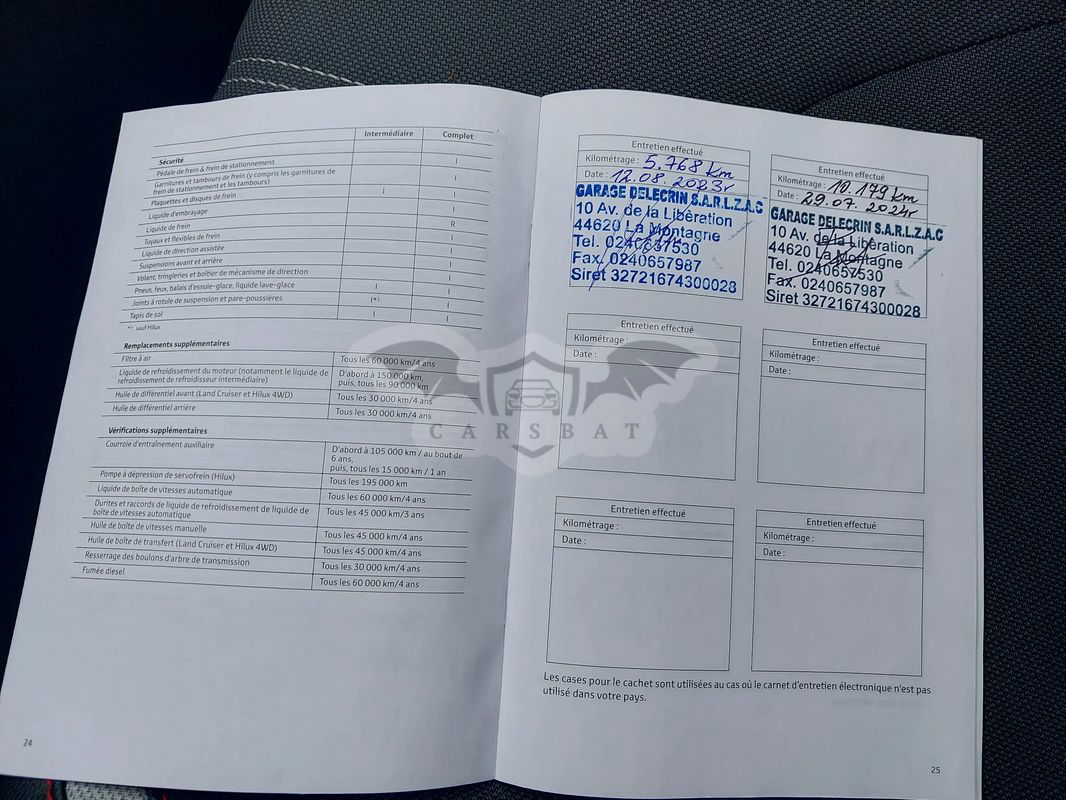 Intermédiaire Complet
Sécurité
Pédale de frein & frein de stationnement I
Garnitures et tambours de frein (y compris les garnitures de
frein de stationnement et les tambours) I
Plaquettes et disques de frein I I
Liquide d'embrayage I
Liquide de frein R
Tuyaux et flexibles de frein I
Liquide de direction assistée I
Suspensions avant et arrière I
Volant, tringleries et boîtier de mécanisme de direction I
Pneus, feux, balais d'essuie-glace, liquide lave-glace I I
Joints à rotule de suspension et pare-poussières I*¹ I
Tapis de sol I I
*¹: sauf Hilux
Remplacements supplémentaires
Filtre à air Tous les 60 000 km/4 ans
Liquide de refroidissement du moteur (notamment le liquide de
refroidissement de refroidisseur intermédiaire)
D'abord à 150 000 km,
puis, tous les 90 000 km
Huile de différentiel avant (Land Cruiser et Hilux 4WD) Tous les 30 000 km/4 ans
Huile de différentiel arrière Tous les 30 000 km/4 ans
Vérifications supplémentaires
Courroie d'entraînement auxiliaire
D'abord à 105 000 km / au bout de
6 ans,
puis, tous les 15 000 km / 1 an
Pompe à dépression de servofrein (Hilux) Tous les 195 000 km
Liquide de boîte de vitesses automatique Tous les 60 000 km/4 ans
Durites et raccords de liquide de refroidissement de liquide de
boîte de vitesses automatique
Tous les 45 000 km/3 ans
Huile de boîte de vitesses manuelle Tous les 45 000 km/4 ans
Huile de boîte de transfert (Land Cruiser et Hilux 4WD) Tous les 45 000 km/4 ans
Resserrage des boulons d'arbre de transmission Tous les 30 000 km/4 ans
Fumée diesel Tous les 60 000 km/4 ans
24
Entretien effectué
Kilométrage : 5.768 km
Date : 12.08.2023r
GARAGE DELECRIN S.A.R.L.Z.A.C
10 Av. de la Libèration
44620 La Montagne
Tel. 0240657530
Fax. 0240657987
Siret 32721674300028
Entretien effectué
Kilométrage : 10.179 km
Date : 29.07.2024r
GARAGE DELECRIN S.A.R.L.Z.A.C
10 Av. de la Libèration
44620 La Montagne
Tel. 0240657530
Fax. 0240657987
Siret 32721674300028
Entretien effectué
Kilométrage :
Date :
Entretien effectué
Kilométrage :
Date :
Entretien effectué
Kilométrage :
Date :
Entretien effectué
Kilométrage :
Date :
Les cases pour le cachet sont utilisées au cas où le carnet d'entretien électronique n'est pas
utilisé dans votre pays.
25
CARSBAT